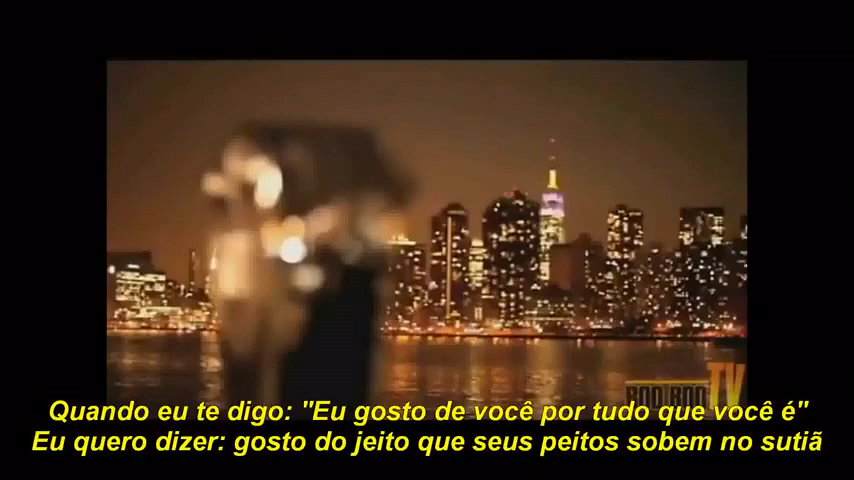 TV
Quando eu te digo: "Eu gosto de você por tudo que você é"
Eu quero dizer: gosto do jeito que seus peitos sobem no sutiã